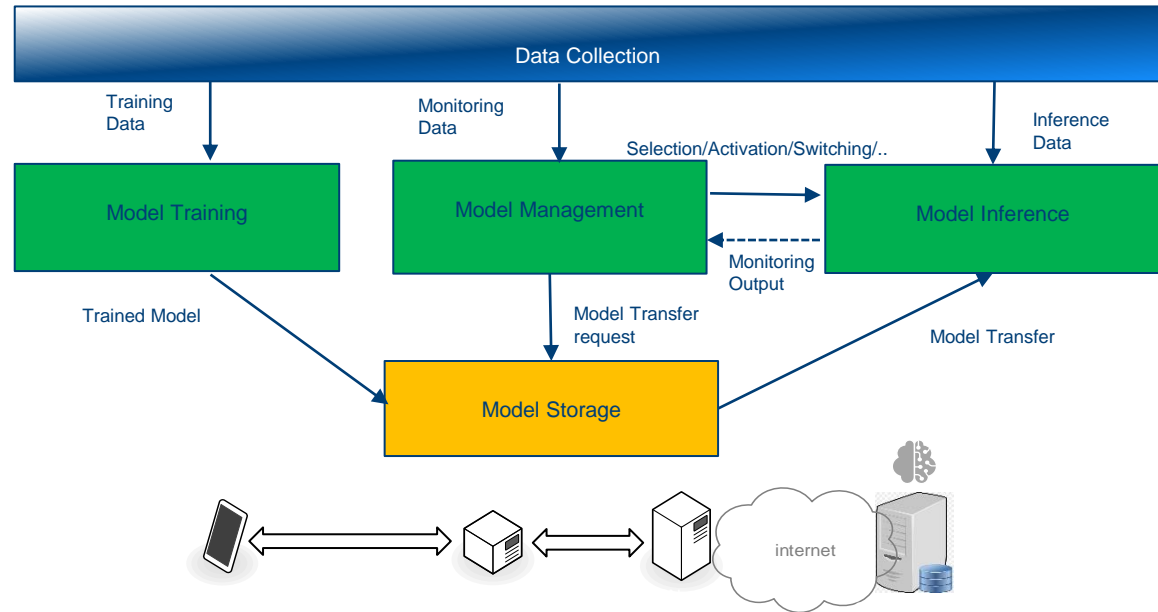 Data Collection
Training
Data
Monitoring
Data
Inference
Data
Selection/Activation/Switching/..
Model Training
Model Management
Model Inference
Monitoring
Output
Trained Model
Model Transfer
request
Model Transfer
Model Storage
internet